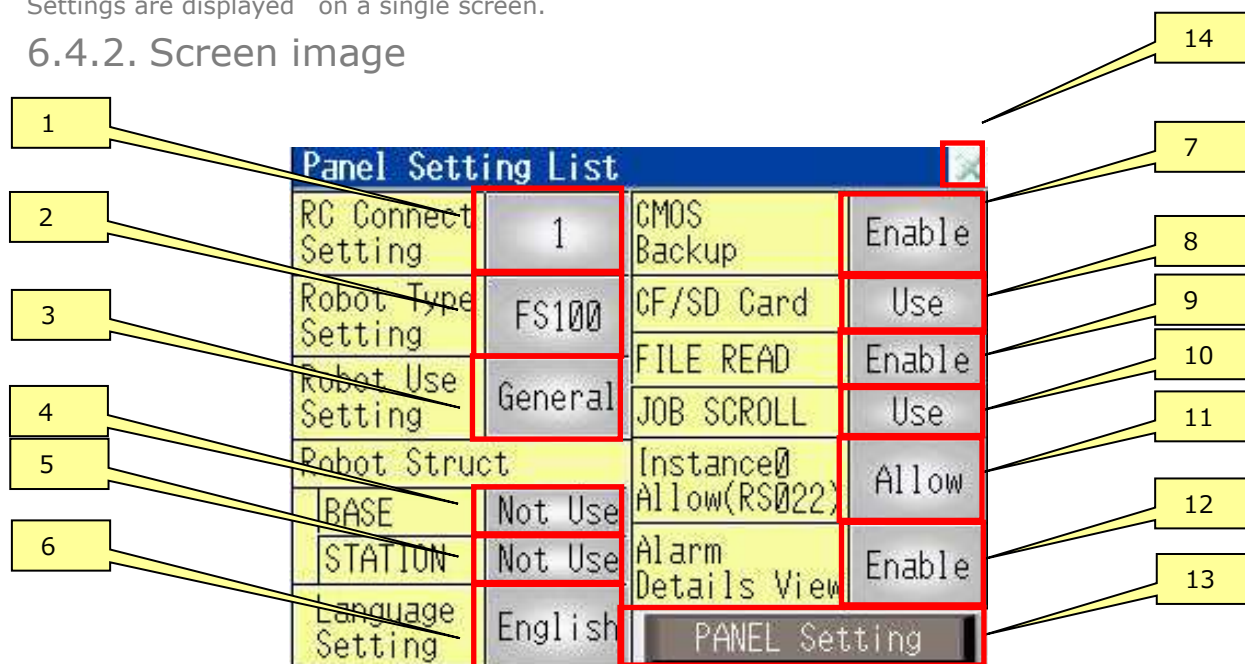 Settings are displayed on a single screen.
6.4.2. Screen image
14
1
7
2
8
3
9
10
4
11
5
12
6
13
Panel Setting List
RC Connect
Setting
1
CMOS
Backup
Enable
Robot Type
Setting
FS100
CF/SD Card
Use
Robot Use
Setting
General
FILE READ
Enable
JOB SCROLL
Use
Robot Struct
BASE
Not Use
STATION
Not Use
Instance0
Allow(RS022)
Allow
Alarm
Details View
Enable
Language
Setting
English
PANEL Setting